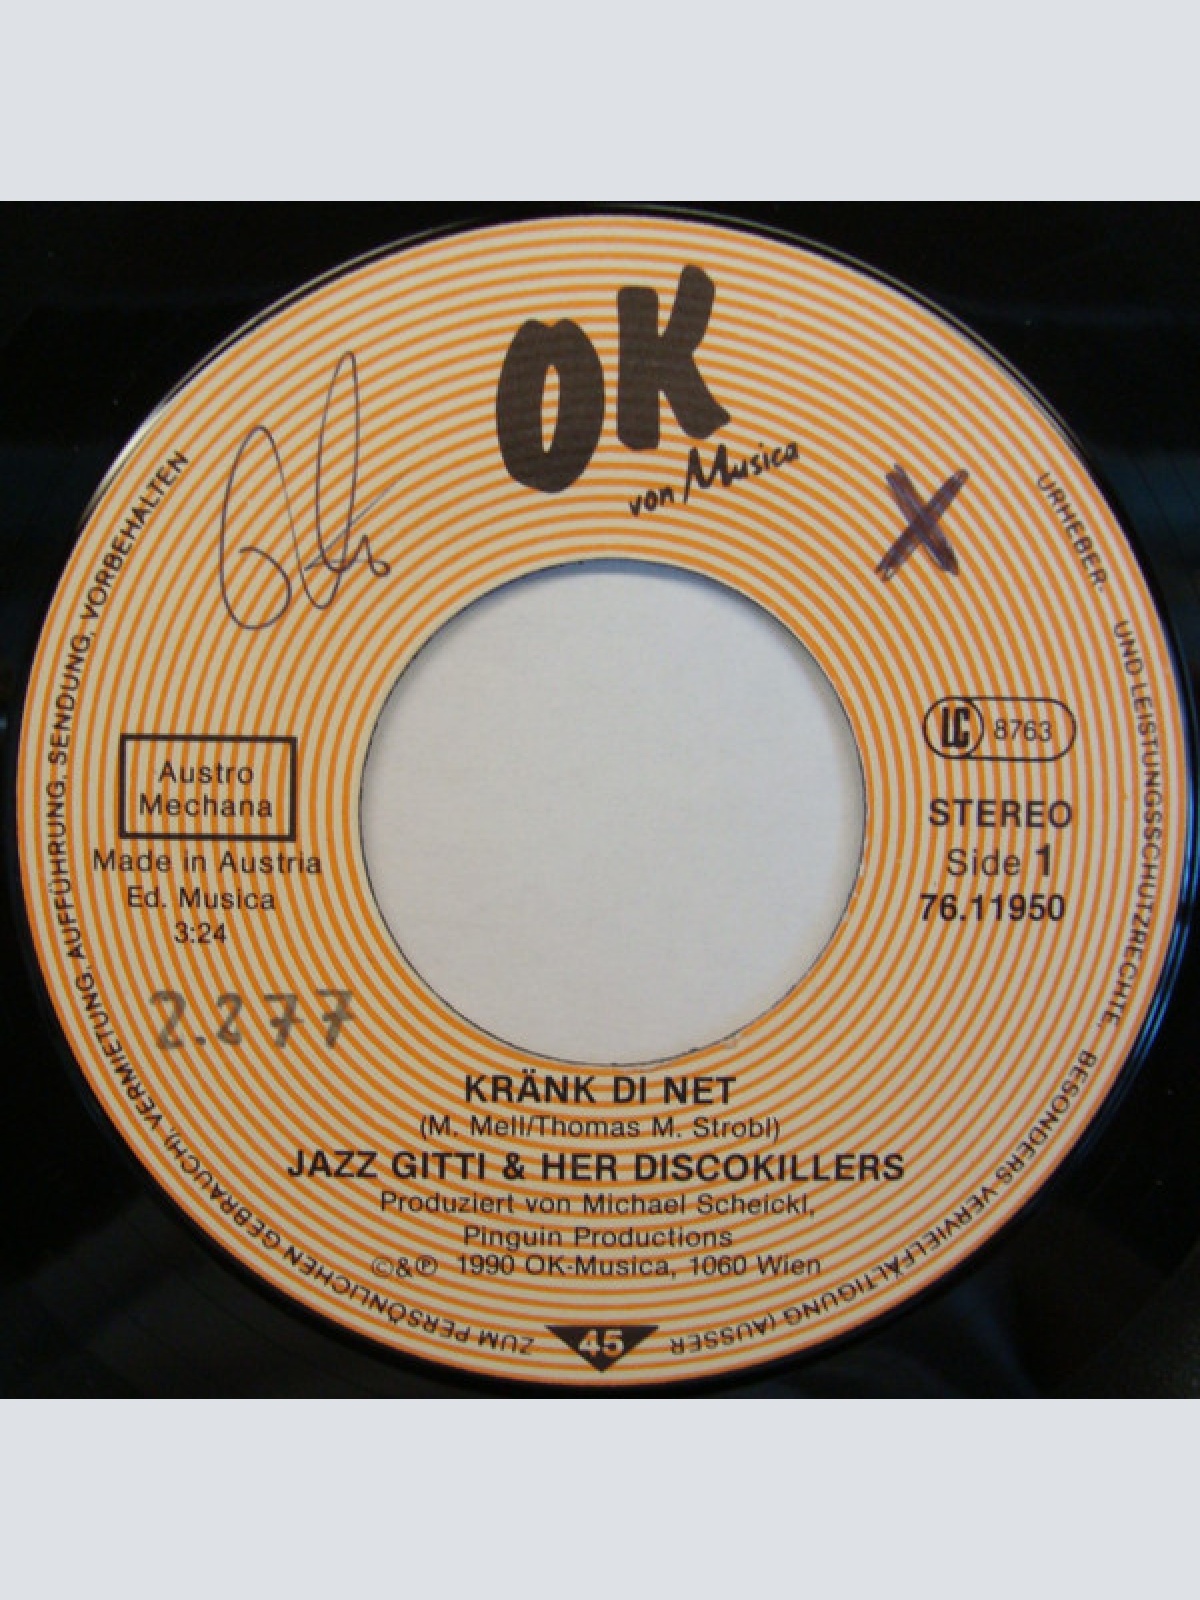 OK
von Musica
X
Austro
Mechana
Made in Austria
Ed. Musica
3:24
2.277
LC 8763
STEREO
Side 1
76.11950
KRÄNK DI NET
(M. Mell/Thomas M. Strobl)
JAZZ GITTI & HER DISCOKILLERS
Produziert von Michael Scheickl,
Pinguin Productions
©&℗ 1990 OK-Musica, 1060 Wien
45
URHEBER- UND LEISTUNGSSCHUTZRECHTE, BESONDERS VERVIELFÄLTIGUNG (AUSSER ZUM PERSÖNLICHEN GEBRAUCH), VERMIETUNG, AUFFÜHRUNG, SENDUNG, VORBEHALTEN